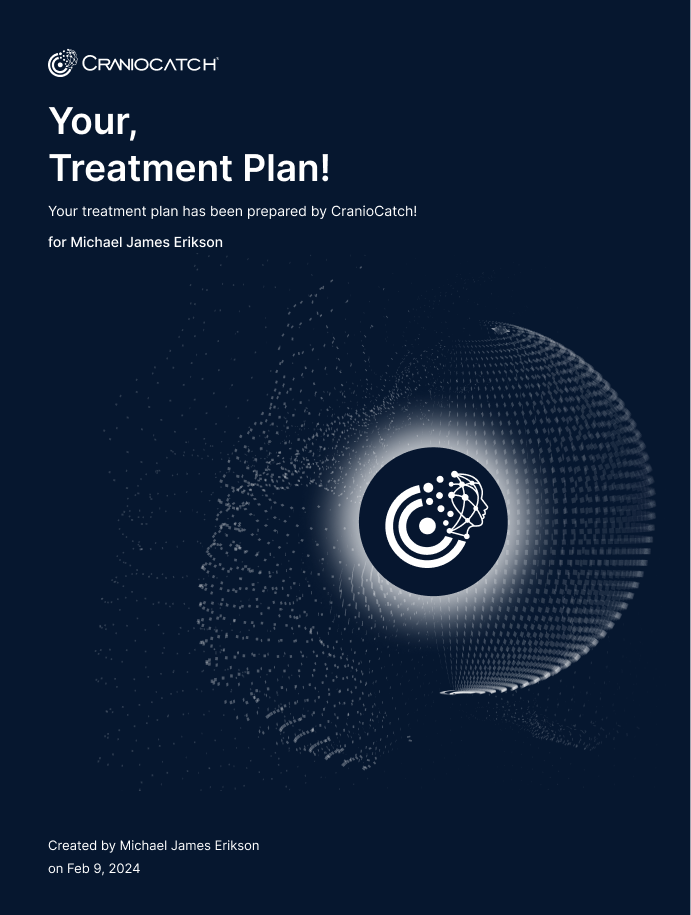 CRANIOCATCH
Your,
Treatment Plan!
Your treatment plan has been prepared by CranioCatch!
for Michael James Erikson
Created by Michael James Erikson
on Feb 9, 2024